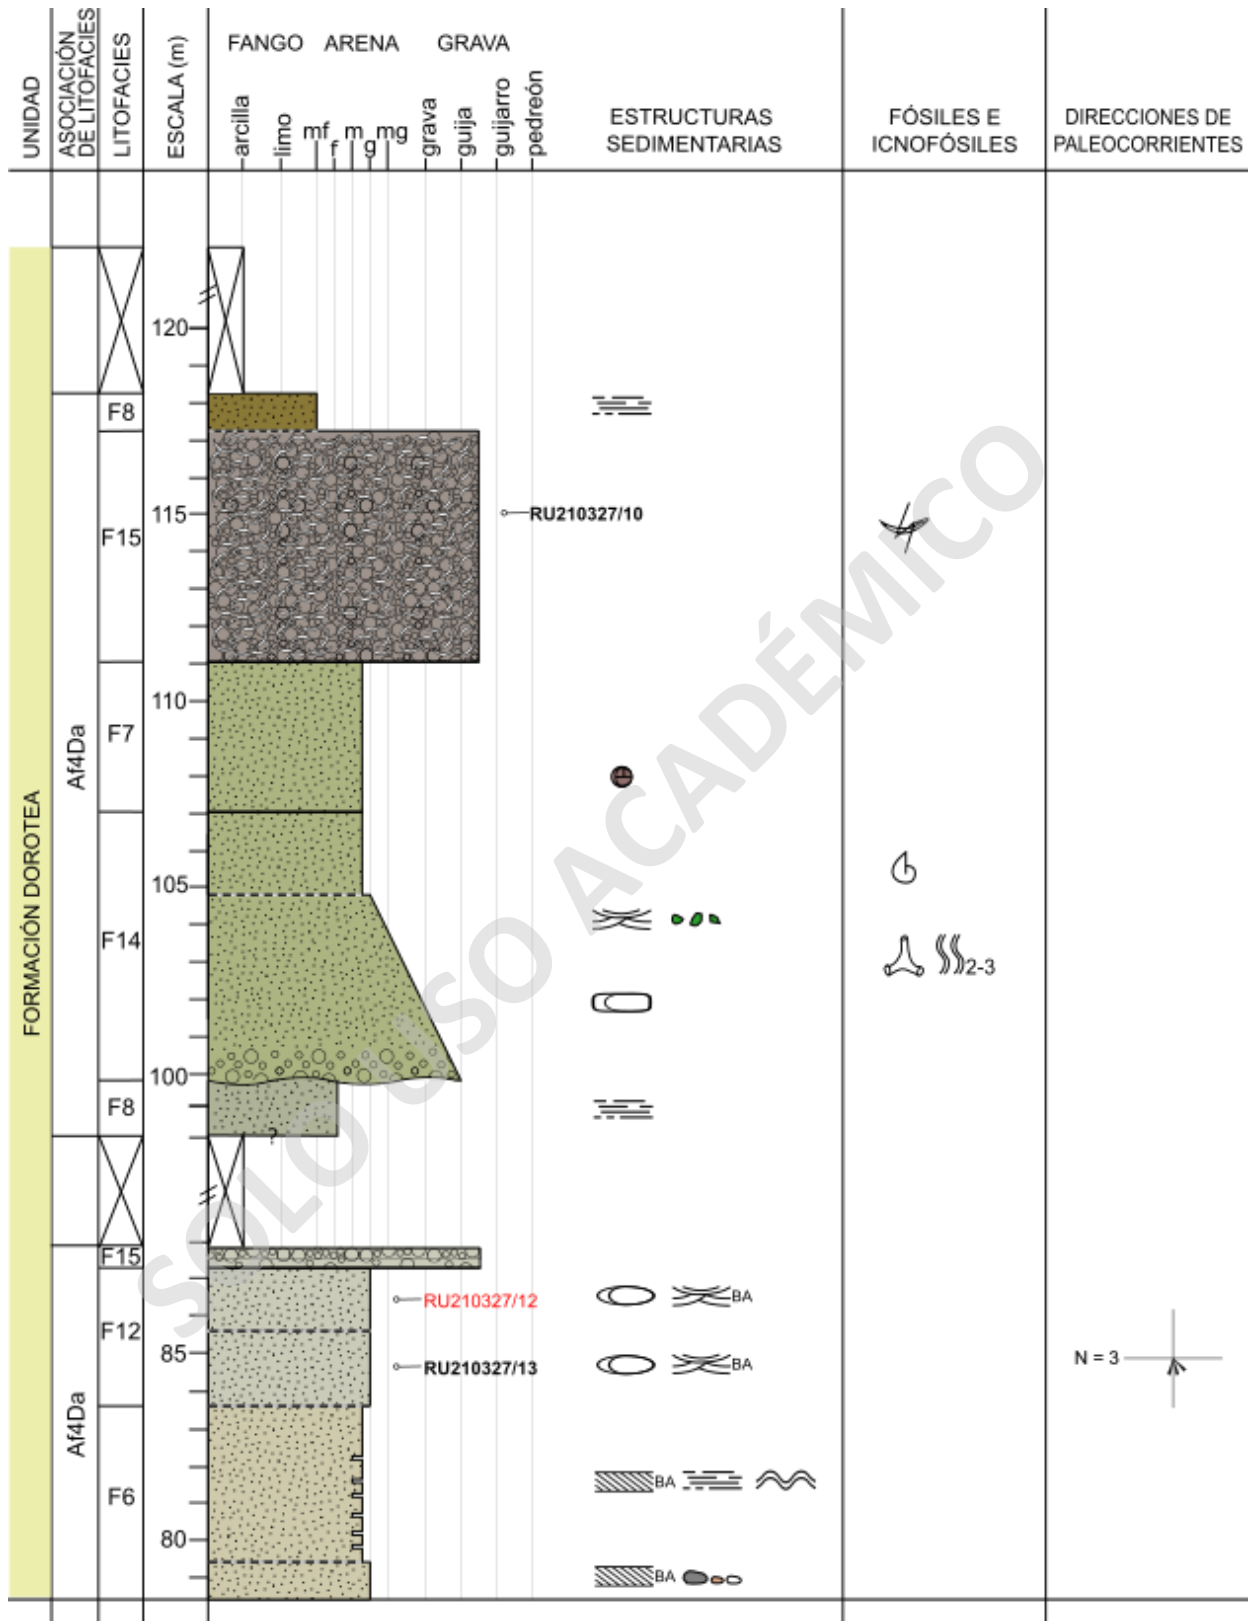 UNIDAD
ASOCIACIÓN
DE LITOFACIES
LITOFACIES
ESCALA (m)
FANGO ARENA GRAVA
arcilla
limo
mf
f
m
g
mg
grava
guija
guijarro
pedreón
ESTRUCTURAS
SEDIMENTARIAS
FÓSILES E
ICNOFÓSILES
DIRECCIONES DE
PALEOCORRIENTES
FORMACIÓN DOROTEA
120
F8
F15
115
RU210327/10
110
F7
Af4Da
105
F14
2-3
100
F8
?
F15
RU210327/12
BA
F12
85
RU210327/13
BA
N = 3
Af4Da
F6
BA
80
BA
SOLO USO ACADÉMICO